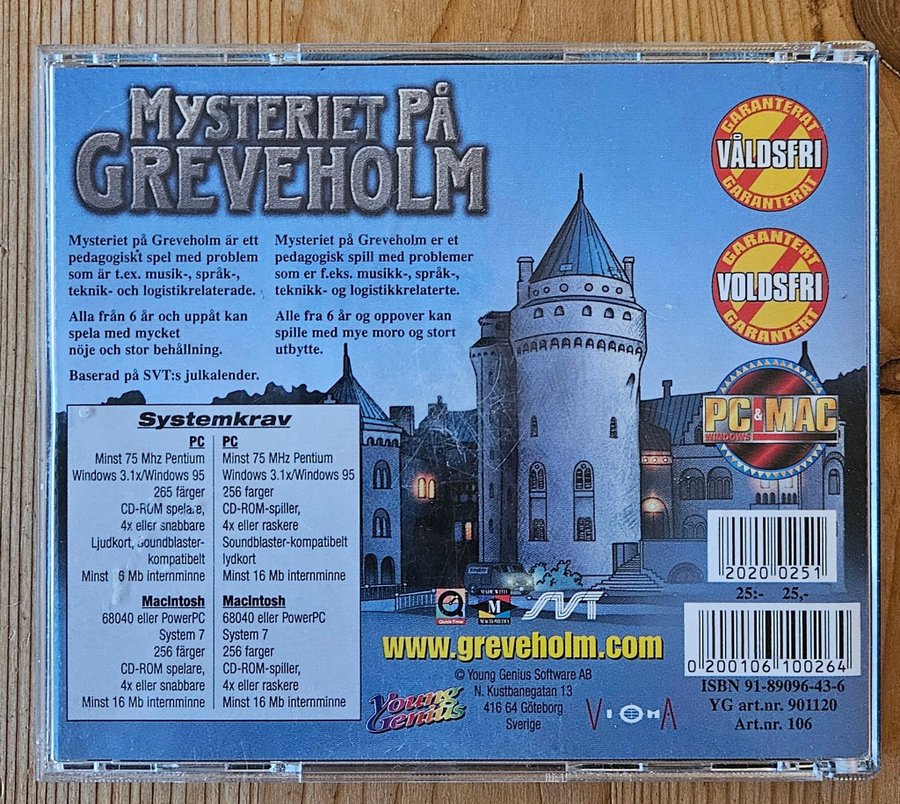 MYSTERIET PÅ
GREVEHOLM
Mysteriet på Greveholm är ett
pedagogiskt spel med problem
som är t.ex. musik-, språk-,
teknik- och logistikrelaterade.
Alla från 6 år och uppåt kan
spela med mycket
nöje och stor behållning.
Baserad på SVT:s julkalender.
Mysteriet på Greveholm er et
pedagogisk spill med problemer
som er f.eks. musikk-, språk-,
teknikk- og logistikkrelaterte.
Alle fra 6 år og oppover kan
spille med mye moro og stort
utbytte.
GARANTERAT
VÅLDSFRI
GARANTERAT
GARANTERT
VOLDSFRI
GARANTERT
PC & MAC
WINDOWS
Systemkrav
PC
Minst 75 Mhz Pentium
Windows 3.1x/Windows 95
265 färger
CD-ROM spelare,
4x eller snabbare
Ljudkort, Soundblaster-
kompatibelt
Minst 6 Mb internminne
MacIntosh
68040 eller PowerPC
System 7
256 färger
CD-ROM spelare,
4x eller snabbare
Minst 16 Mb internminne
PC
Minst 75 Mhz Pentium
Windows 3.1x/Windows 95
256 farger
CD-ROM-spiller,
4x eller raskere
Soundblaster-kompatibelt
lydkort
Minst 16 Mb internminne
MacIntosh
68040 eller PowerPC
System 7
256 farger
CD-ROM-spiller,
4x eller raskere
Minst 16 Mb internminne
QuickTime
MADE WITH
M
MACROMEDIA
SVT
www.greveholm.com
Young
Genius
© Young Genius Software AB
N. Kustbanegatan 13
416 64 Göteborg
Sverige
VIOMA
20200251
25:- 25,-
0200106100264
ISBN 91-89096-43-6
YG art.nr. 901120
Art.nr. 106